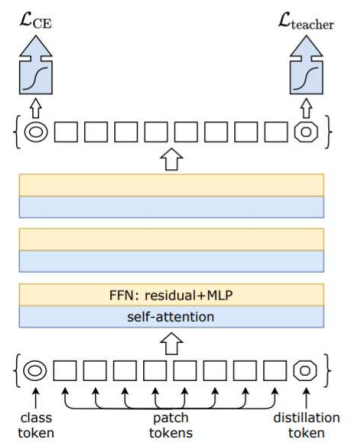 ℒCE ℒteacher
FFN: residual+MLP
self-attention
class patch distillation
token tokens token